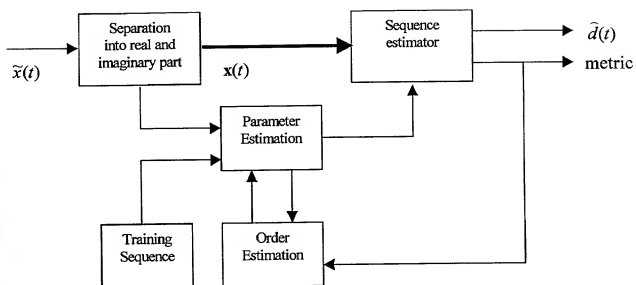 Separation
into real and
imaginary part
Sequence
estimator
d̂(t)
x̃(t)
x(t)
metric
Parameter
Estimation
Training
Sequence
Order
Estimation